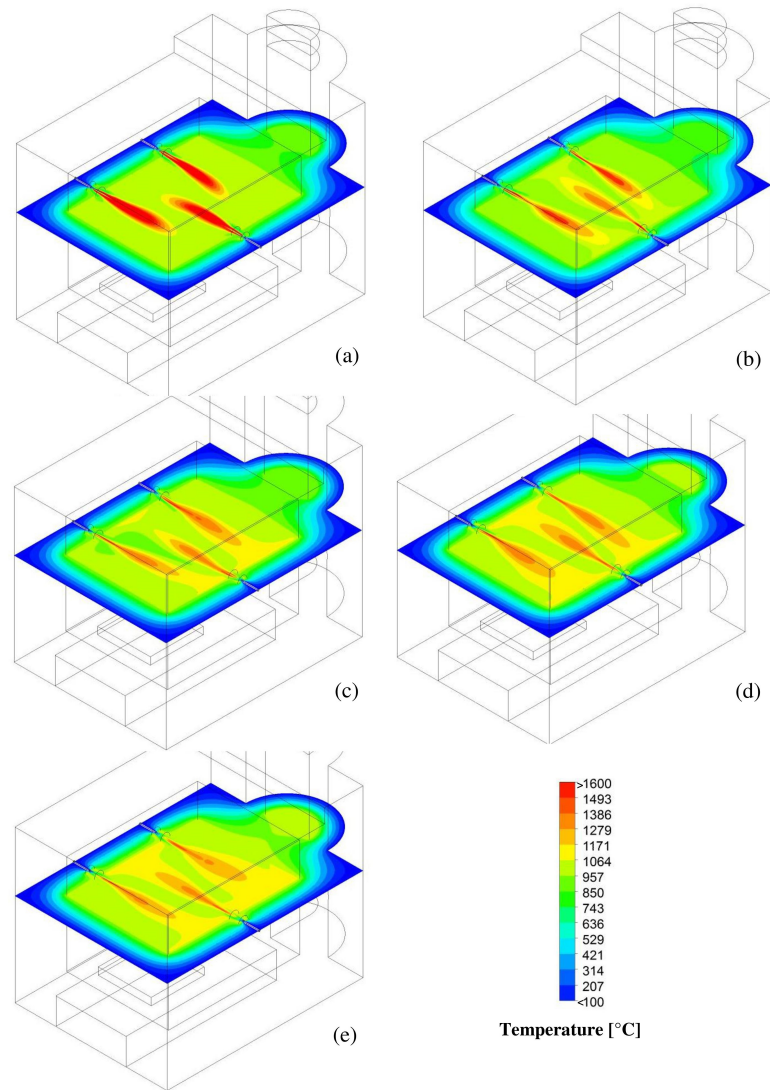 (a)
(b)
(c)
(d)
(e)
>1600
1493
1386
1279
1171
1064
957
850
743
636
529
421
314
207
<100
Temperature [°C]